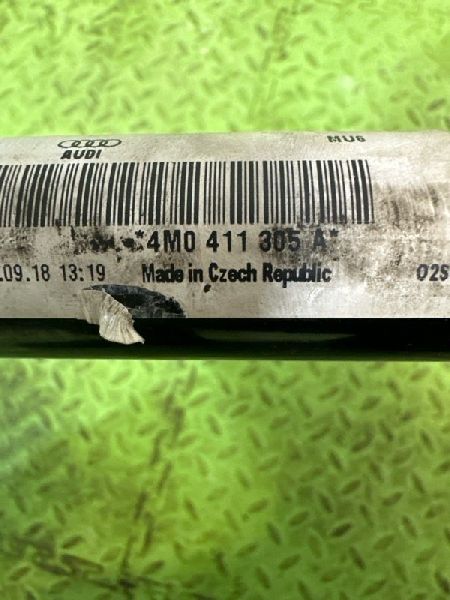 AUDI
MU6
*4M0 411 305 A*
.09.18 13:19 Made in Czech Republic 02S